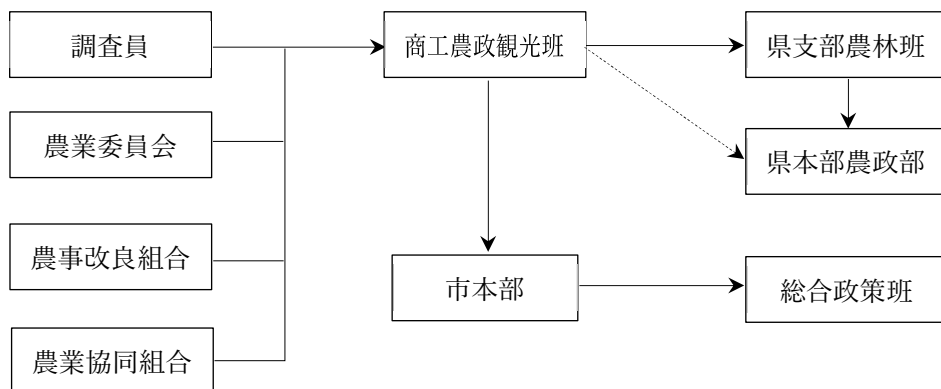 調査員
商工農政観光班
県支部農林班
農業委員会
県本部農政部
農事改良組合
市本部
総合政策班
農業協同組合